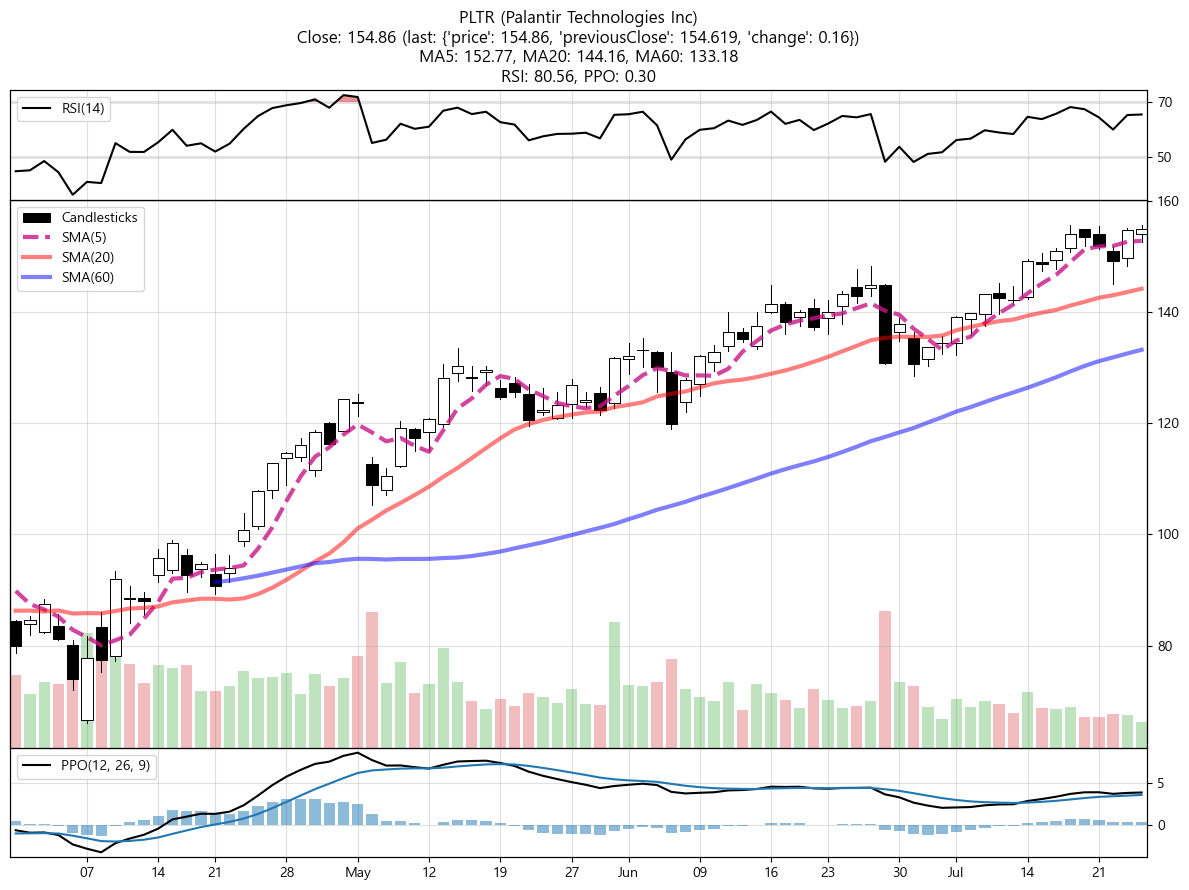 PLTR (Palantir Technologies Inc)
Close: 154.86 (last: {'price': 154.86, 'previousClose': 154.619, 'change': 0.16})
MA5: 152.77, MA20: 144.16, MA60: 133.18
RSI: 80.56, PPO: 0.30
RSI(14)
70
50
160
Candlesticks
SMA(5)
SMA(20)
SMA(60)
140
120
100
80
PPO(12, 26, 9)
5
0
07 14 21 28 May 12 19 27 Jun 09 16 23 30 Jul 14 21